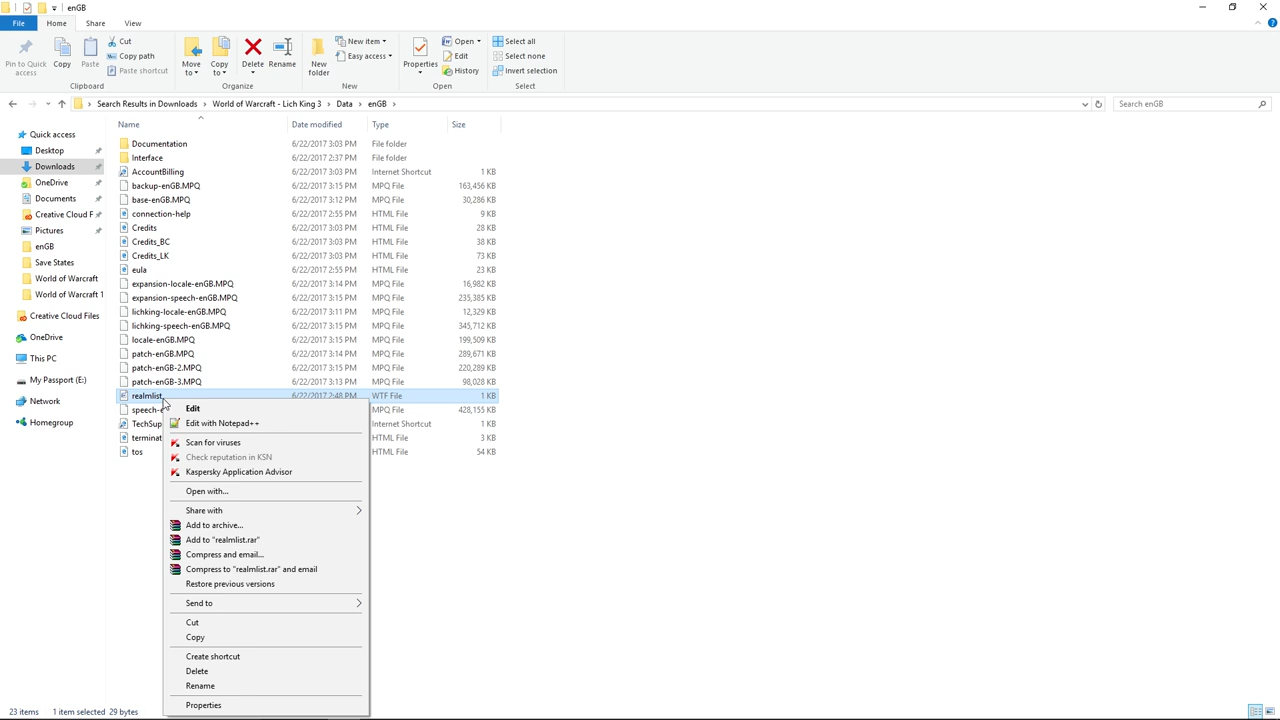 enGB
File Home Share View
Pin to Quick access
Copy
Paste
Cut
Copy path
Paste shortcut
Clipboard
Move to
Copy to
Delete
Rename
Organize
New folder
New item
Easy access
New
Properties
Open
Edit
History
Open
Select all
Select none
Invert selection
Select
Search Results in Downloads › World of Warcraft - Lich King 3 › Data › enGB ›
Search enGB
Quick access
Desktop
Downloads
OneDrive
Documents
Creative Cloud F
Pictures
enGB
Save States
World of Warcraft
World of Warcraft 1
Creative Cloud Files
OneDrive
This PC
My Passport (E:)
Network
Homegroup
Name Date modified Type Size
Documentation 6/22/2017 3:03 PM File folder
Interface 6/22/2017 2:37 PM File folder
AccountBilling 6/22/2017 3:03 PM Internet Shortcut 1 KB
backup-enGB.MPQ 6/22/2017 3:15 PM MPQ File 163,456 KB
base-enGB.MPQ 6/22/2017 3:12 PM MPQ File 30,286 KB
connection-help 6/22/2017 2:55 PM HTML File 9 KB
Credits 6/22/2017 3:03 PM HTML File 28 KB
Credits_BC 6/22/2017 3:03 PM HTML File 38 KB
Credits_LK 6/22/2017 3:03 PM HTML File 73 KB
eula 6/22/2017 2:55 PM HTML File 23 KB
expansion-locale-enGB.MPQ 6/22/2017 3:14 PM MPQ File 16,982 KB
expansion-speech-enGB.MPQ 6/22/2017 3:15 PM MPQ File 235,385 KB
lichking-locale-enGB.MPQ 6/22/2017 3:11 PM MPQ File 12,329 KB
lichking-speech-enGB.MPQ 6/22/2017 3:15 PM MPQ File 345,712 KB
locale-enGB.MPQ 6/22/2017 3:15 PM MPQ File 199,509 KB
patch-enGB.MPQ 6/22/2017 3:14 PM MPQ File 289,671 KB
patch-enGB-2.MPQ 6/22/2017 3:15 PM MPQ File 220,289 KB
patch-enGB-3.MPQ 6/22/2017 3:13 PM MPQ File 98,028 KB
realmlist 6/22/2017 2:48 PM WTF File 1 KB
speech-e MPQ File 428,155 KB
TechSup Internet Shortcut 1 KB
terminat HTML File 3 KB
tos HTML File 54 KB
Edit
Edit with Notepad++
Scan for viruses
Check reputation in KSN
Kaspersky Application Advisor
Open with...
Share with
Add to archive...
Add to "realmlist.rar"
Compress and email...
Compress to "realmlist.rar" and email
Restore previous versions
Send to
Cut
Copy
Create shortcut
Delete
Rename
Properties
23 items 1 item selected 29 bytes